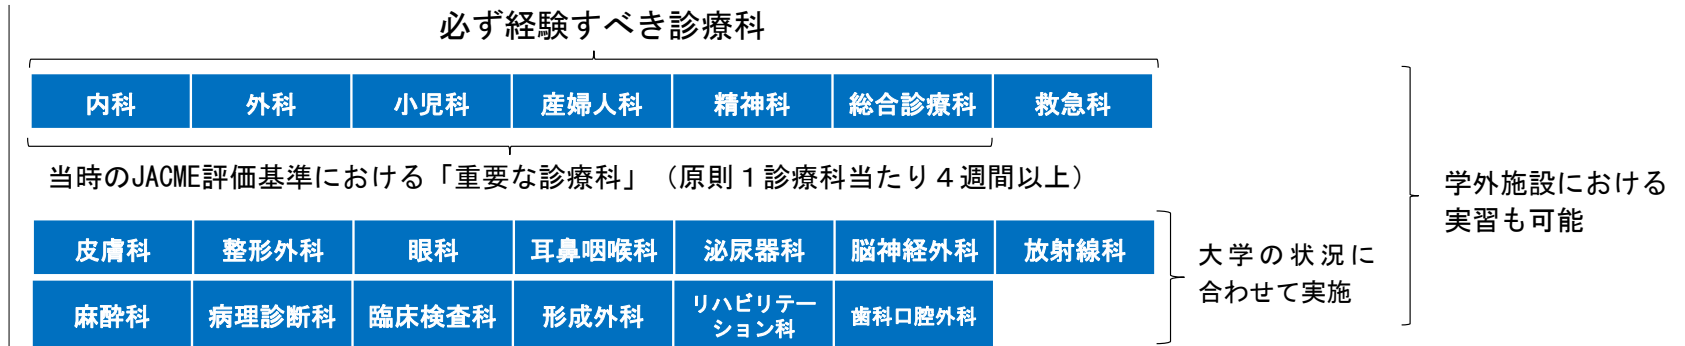 必ず経験すべき診療科
内科 外科 小児科 産婦人科 精神科 総合診療科 救急科
当時のJACME評価基準における「重要な診療科」（原則１診療科当たり４週間以上）
皮膚科 整形外科 眼科 耳鼻咽喉科 泌尿器科 脳神経外科 放射線科
麻酔科 病理診断科 臨床検査科 形成外科 リハビリテー
ション科 歯科口腔外科
大学の状況に
合わせて実施
学外施設における
実習も可能